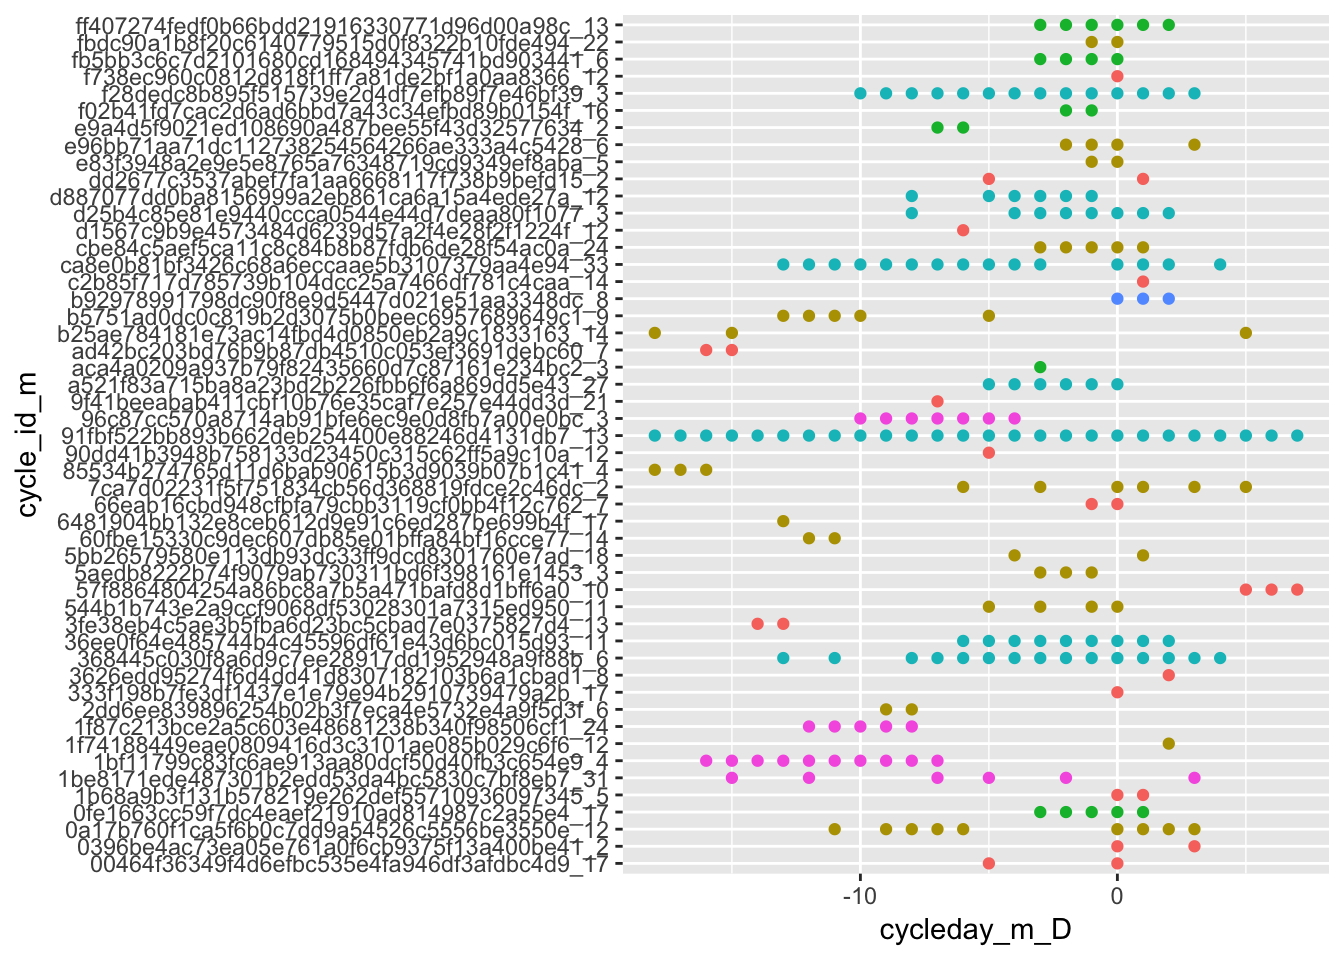 ff407274fedf0b66bdd21916330771d96d00a98c_13
fbdc90a1b8f20c6140779515d0f8322b10fde494_22
fb5bb3c6c7d2101680cd168494345741bd903441_6
f738ec960c0812d818f1ff7a81de2bf1a0aa8366_12
f28dedc8b895f515739e2d4df7efb89f7e46bf39_3
f02b41fd7cac2d6ad6bbd7a43c34efbd89b0154f_16
e9a4d5f9021ed108690a487bee55f43d32577634_2
e96bb71aa71dc112738254564266ae333a4c5428_6
e83f3948a2e9e5e8765a76348719cd9349ef8aba_5
dd2677c3537abef7fa1aa6668117f738b9befd15_2
d887077dd0ba8156999a2eb861ca6a15a4ede27a_12
d25b4c85e81e9440ccca0544e44d7deaa80f1077_3
d1567c9b9e4573484d6239d57a2f4e28f2f1224f_12
cbe84c5aef5ca11c8c84b8b87fdb6de28f54ac0a_24
ca8e0b81bf3426c68a6eccaae5b3107379aa4e94_33
c2b85f717d785739b104dcc25a7466df781c4caa_14
b92978991798dc90f8e9d5447d021e51aa3348dc_8
b5751ad0dc0c819b2d3075b0beec6957689649c1_9
b25ae784181e73ac14fbd4d0850eb2a9c1833163_14
ad42bc203bd76b9b87db4510c053ef3691debc60_7
aca4a0209a937b79f82435660d7c87161e234bc2_3
a521f83a715ba8a23bd2b226fbb6f6a869dd5e43_27
9f41beeabab411cbf10b76e35caf7e257e44dd3d_21
96c87cc570a8714ab91bfe6ec9e0d8fb7a00e0bc_3
91fbf522bb893b662deb254400e88246d4131db7_13
90dd41b3948b758133d23450c315c62ff5a9c10a_12
85534b274765d11d6bab90615b3d9039b07b1c41_4
7ca7d02231f5f751834cb56d368819fdce2c46dc_2
66eab16cbd948cfbfa79cbb3119cf0bb4f12c762_7
6481904bb132e8ceb612d9e91c6ed287be699b4f_17
60fbe15330c9dec607db85e01bffa84bf16cce77_14
5bb26579580e113db93dc33ff9dcd8301760e7ad_18
5aedb8222b74f9079ab730311bd6f398161e1453_3
57f8864804254a86bc8a7b5a471bafd8d1bff6a0_10
544b1b743e2a9ccf9068df53028301a7315ed950_11
3fe38eb4c5ae3b5fba6d23bc5cbad7e0375827d4_13
36ee0f64e485744b4c45596df61e43d6bc015d93_11
368445c030f8a6d9c7ee28917dd1952948a9f88b_6
3626edd95274f6d4dd41d8307182103b6a1cbad1_8
333f198b7fe3df1437e1e79e94b2910739479a2b_17
2dd6ee839896254b02b3f7eca4e5732e4a9f5d3f_6
1f87c213bce2a5c603e48681238b340f98506cf1_24
1f74188449eae0809416d3c3101ae085b029c6f6_12
1bf11799c83fc6ae913aa80dcf50d40fb3c654e9_4
1be8171ede487301b2edd53da4bc5830c7bf8eb7_31
1b68a9b3f131b578219e262def55710936097345_5
0fe1663cc59f7dc4eaef21910ad814987c2a55e4_17
0a17b760f1ca5f6b0c7dd9a54526c5556be3550e_12
0396be4ac73ea05e761a0f6cb9375f13a400be41_2
00464f36349f4d6efbc535e4fa946df3afdbc4d9_17
cycle_id_m
-10 0
cycleday_m_D